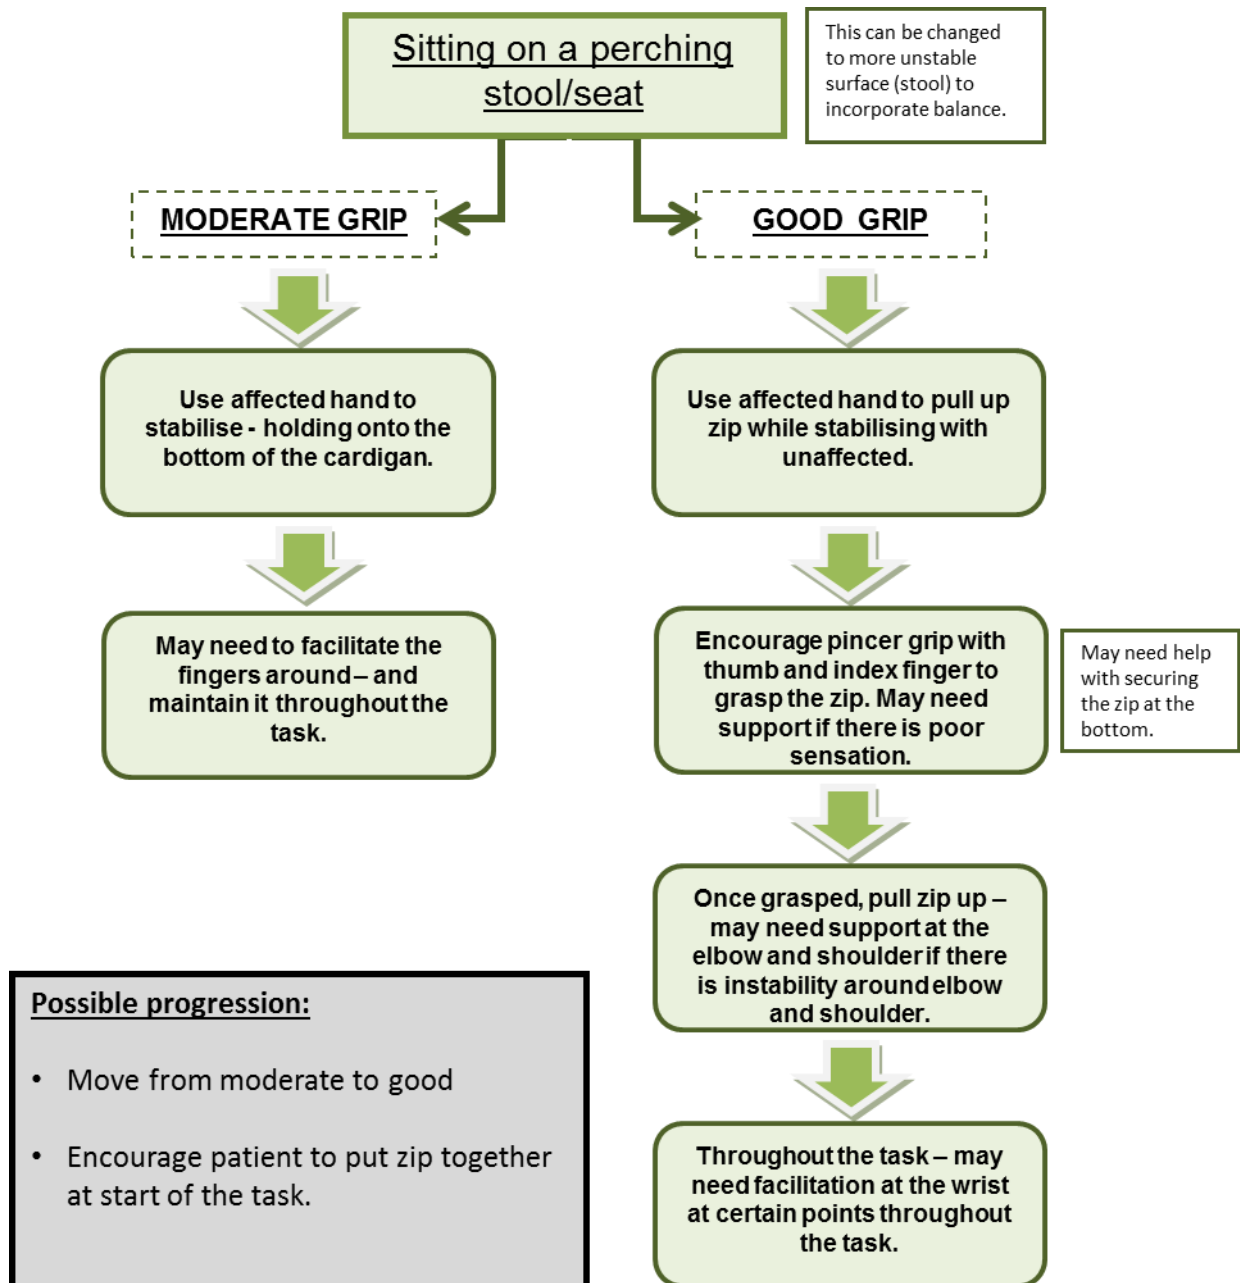 Sitting on a perching
stool/seat
This can be changed
to more unstable
surface (stool) to
incorporate balance.
MODERATE GRIP
GOOD  GRIP
Use affected hand to
stabilise - holding onto the
bottom of the cardigan.
Use affected hand to pull up
zip while stabilising with
unaffected.
May need to facilitate the
fingers around – and
maintain it throughout the
task.
Encourage pincer grip with
thumb and index finger to
grasp the zip. May need
support if there is poor
sensation.
May need help
with securing
the zip at the
bottom.
Once grasped, pull zip up –
may need support at the
elbow and shoulder if there
is instability around elbow
and shoulder.
Possible progression:
• Move from moderate to good
• Encourage patient to put zip together
at start of the task.
Throughout the task – may
need facilitation at the wrist
at certain points throughout
the task.